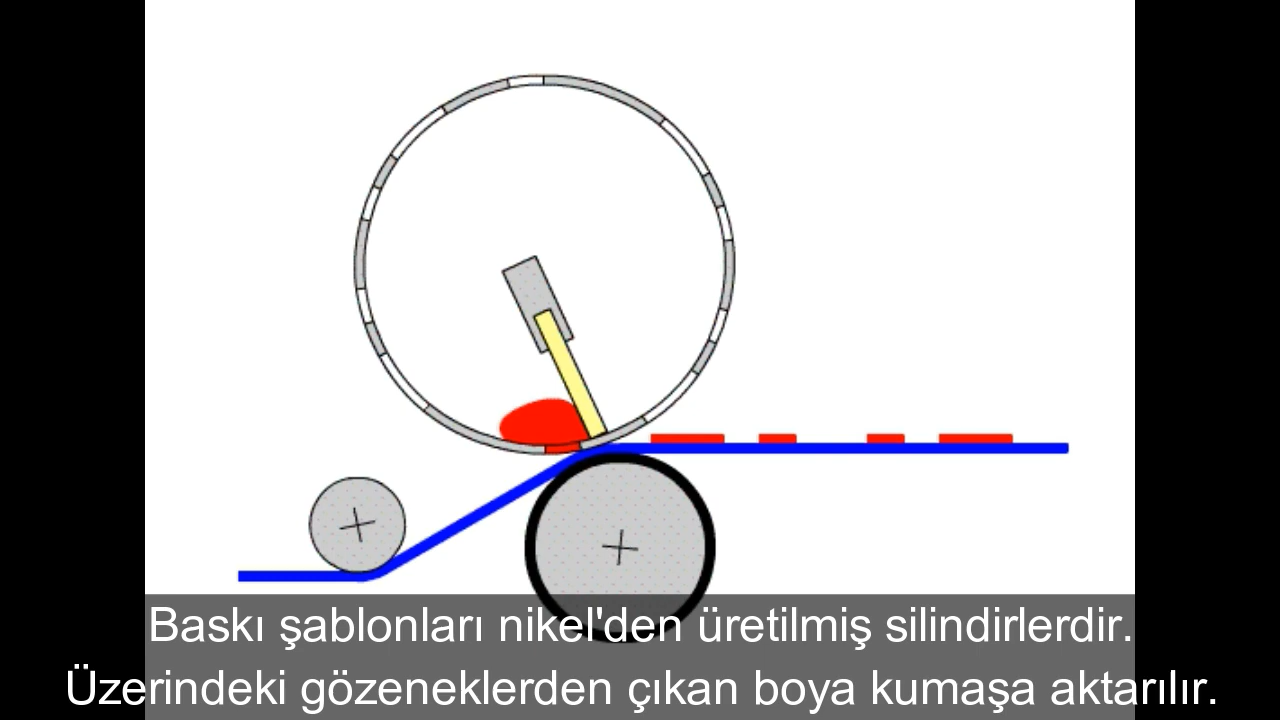 Baskı şablonları nikel'den üretilmiş silindirlerdir.
Üzerindeki gözeneklerden çıkan boya kumaşa aktarılır.